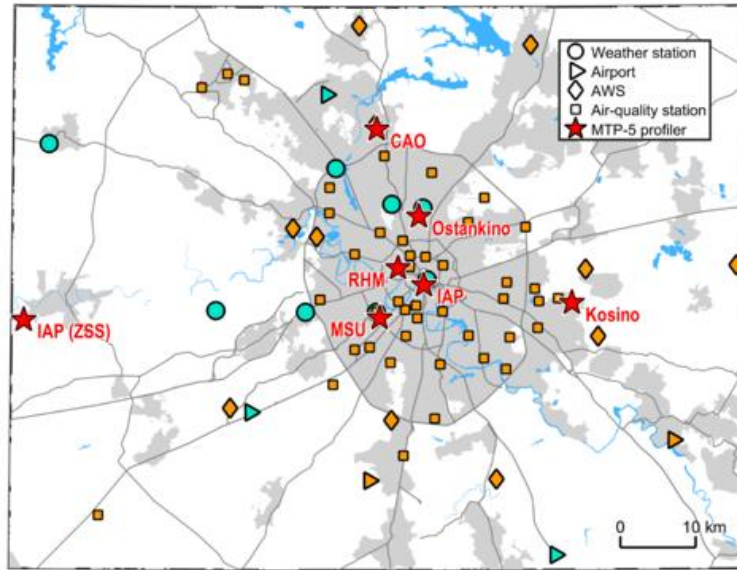 Weather station
Airport
AWS
Air-quality station
MTP-5 profiler
CAO
Ostankino
RHM
IAP
Kosino
MSU
IAP (ZSS)
0 10 km